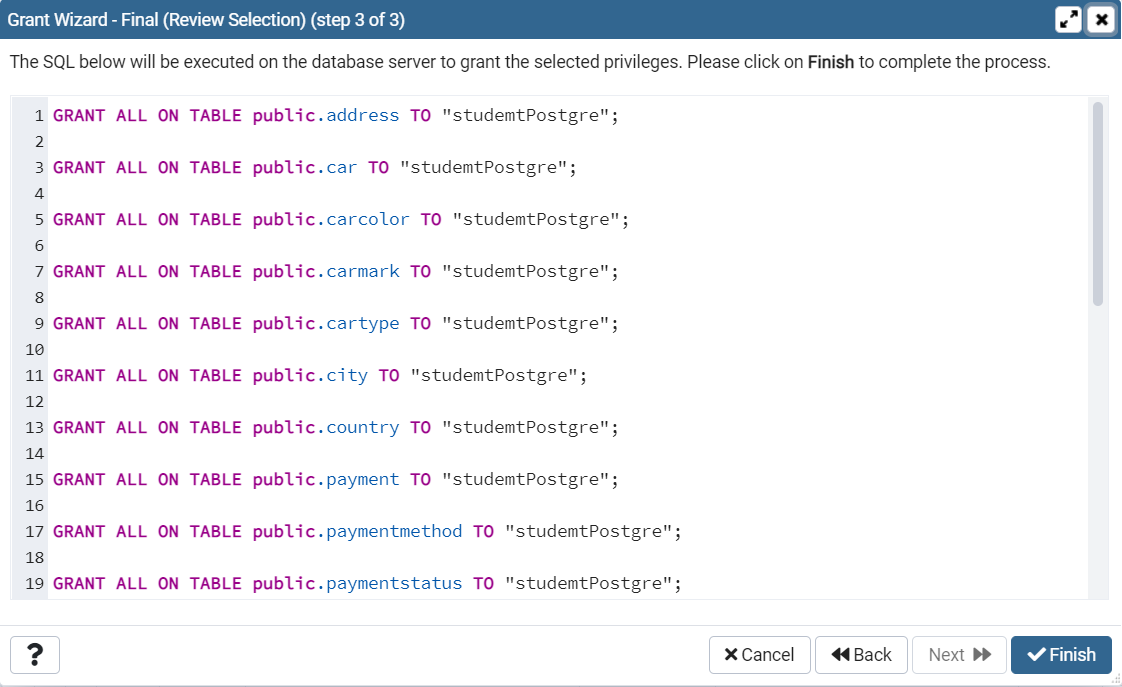 Grant Wizard - Final (Review Selection) (step 3 of 3)
The SQL below will be executed on the database server to grant the selected privileges. Please click on Finish to complete the process.
1 GRANT ALL ON TABLE public.address TO "studemtPostgre";
2
3 GRANT ALL ON TABLE public.car TO "studemtPostgre";
4
5 GRANT ALL ON TABLE public.carcolor TO "studemtPostgre";
6
7 GRANT ALL ON TABLE public.carmark TO "studemtPostgre";
8
9 GRANT ALL ON TABLE public.cartype TO "studemtPostgre";
10
11 GRANT ALL ON TABLE public.city TO "studemtPostgre";
12
13 GRANT ALL ON TABLE public.country TO "studemtPostgre";
14
15 GRANT ALL ON TABLE public.payment TO "studemtPostgre";
16
17 GRANT ALL ON TABLE public.paymentmethod TO "studemtPostgre";
18
19 GRANT ALL ON TABLE public.paymentstatus TO "studemtPostgre";
? Cancel Back Next Finish